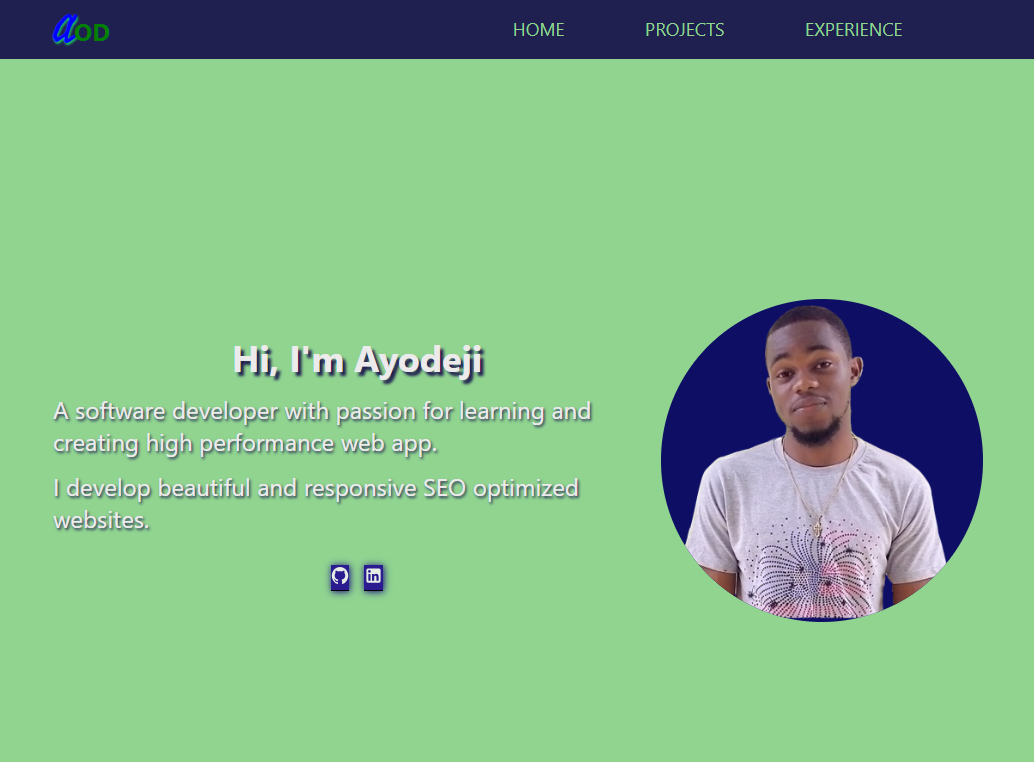 aOD
HOME
PROJECTS
EXPERIENCE
Hi, I'm Ayodeji
A software developer with passion for learning and
creating high performance web app.
I develop beautiful and responsive SEO optimized
websites.
in